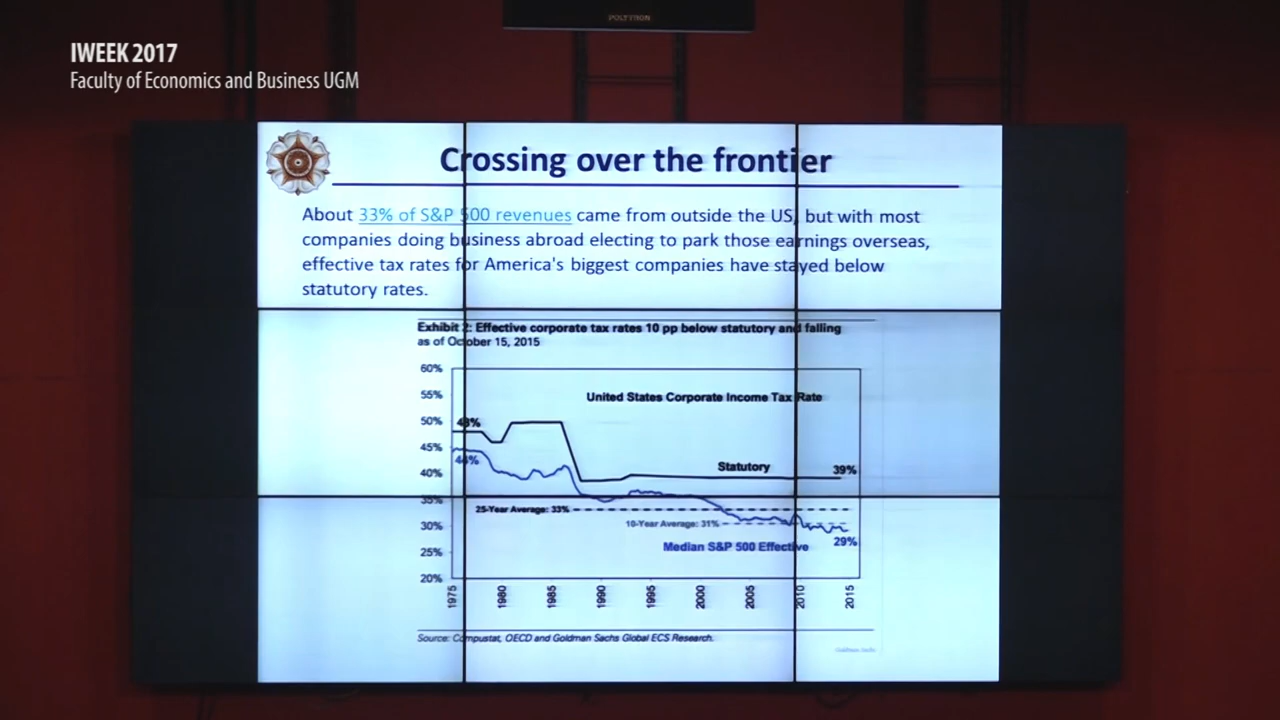 POLYTRON
IWEEK 2017
Faculty of Economics and Business UGM
Crossing over the frontier
About 33% of S&P 500 revenues came from outside the US, but with most
companies doing business abroad electing to park those earnings overseas,
effective tax rates for America's biggest companies have stayed below
statutory rates.
Exhibit 2: Effective corporate tax rates 10 pp below statutory and falling
as of October 15, 2015
60%
55%
United States Corporate Income Tax Rate
50%
48%
45%
44%
40%
Statutory
39%
35%
25-Year Average: 33%
30%
10-Year Average: 31%
29%
Median S&P 500 Effective
25%
20%
1975 1980 1985 1990 1995 2000 2005 2010 2015
Source: Compustat, OECD and Goldman Sachs Global ECS Research.
Goldman Sachs